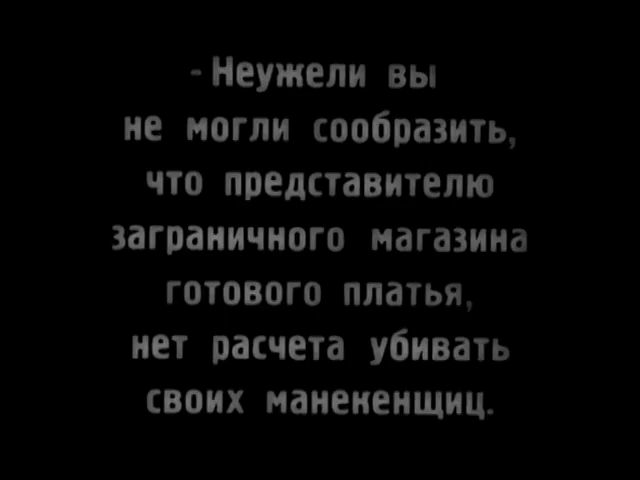 - Неужели вы
не могли сообразить,
что представителю
заграничного магазина
готового платья,
нет расчета убивать
своих манекенщиц.